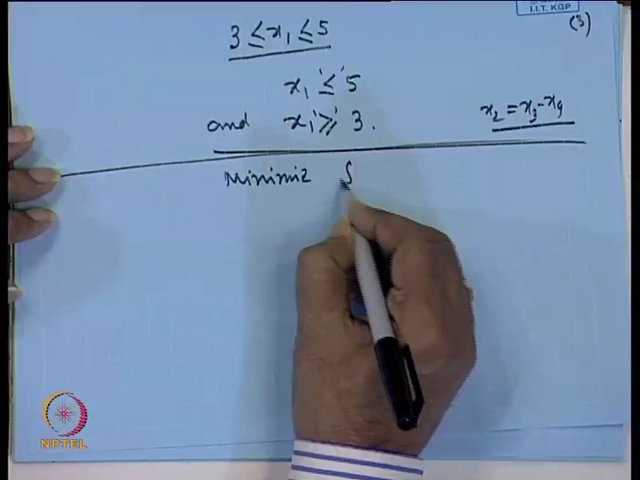 I.I.T. KGP
(3)
3 ≤ x₁ ≤ 5
x₁ '≤' 5
and x₁ '≥' 3.
x₂ = x₃ - x₄
Minimiz f
NPTEL